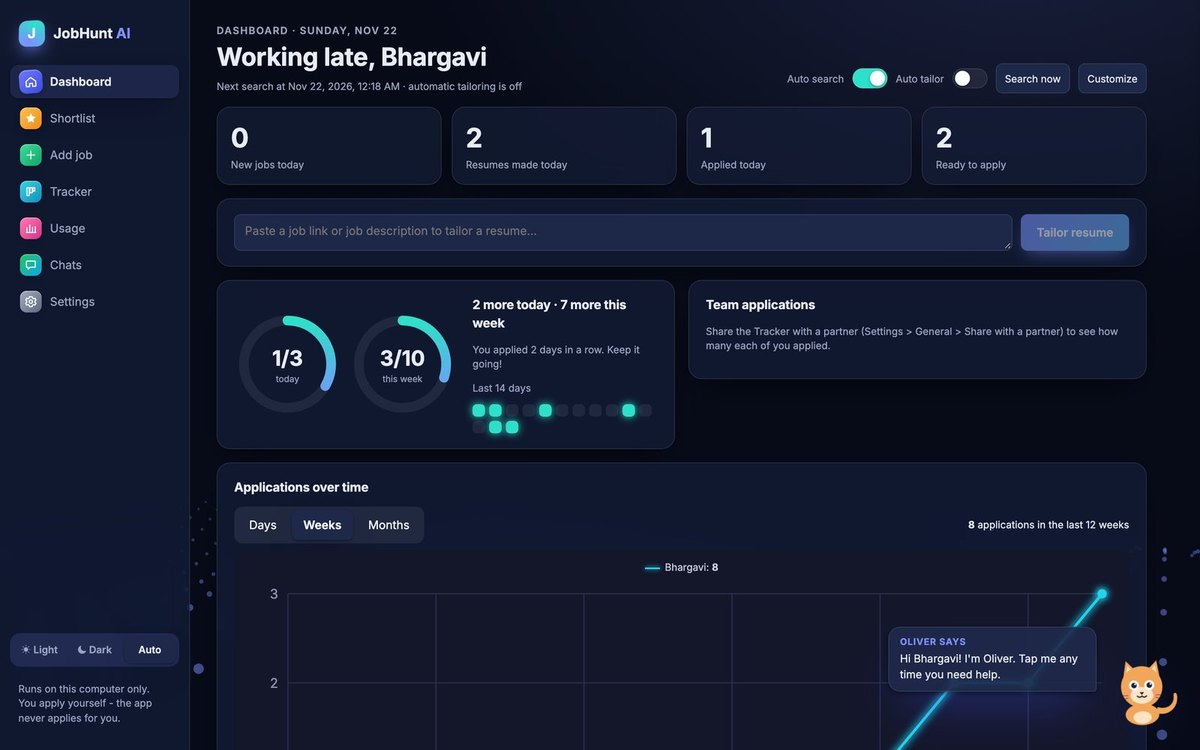 J JobHunt AI
Dashboard
Shortlist
Add job
Tracker
Usage
Chats
Settings
Light Dark Auto
Runs on this computer only.
You apply yourself - the app
never applies for you.
DASHBOARD · SUNDAY, NOV 22
Working late, Bhargavi
Next search at Nov 22, 2026, 12:18 AM · automatic tailoring is off
Auto search Auto tailor Search now Customize
0
New jobs today
2
Resumes made today
1
Applied today
2
Ready to apply
Paste a job link or job description to tailor a resume...
Tailor resume
1/3
today
3/10
this week
2 more today · 7 more this
week
You applied 2 days in a row. Keep it
going!
Last 14 days
Team applications
Share the Tracker with a partner (Settings > General > Share with a partner) to see how
many each of you applied.
Applications over time
Days Weeks Months
8 applications in the last 12 weeks
Bhargavi: 8
3
2
OLIVER SAYS
Hi Bhargavi! I'm Oliver. Tap me any
time you need help.